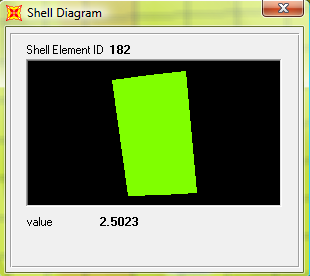 Shell Diagram
Shell Element ID 182
value 2.5023